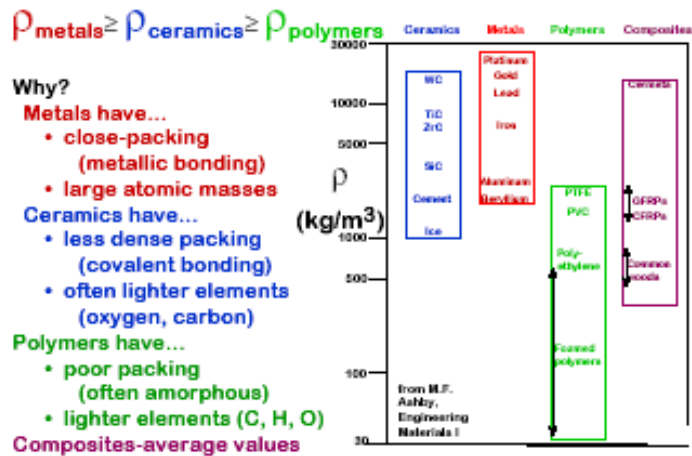 ρmetals≥ ρceramics≥ ρpolymers
Why?
Metals have…
• close-packing
(metallic bonding)
• large atomic masses
Ceramics have…
• less dense packing
(covalent bonding)
• often lighter elements
(oxygen, carbon)
Polymers have…
• poor packing
(often amorphous)
• lighter elements (C, H, O)
Composites-average values
Ceramics Metals Polymers Composites
ρ
(kg/m³)
20000
10000
5000
1000
500
100
30
WC
TiC
ZrC
SiC
Cement
Ice
Platinum
Gold
Lead
Iron
Aluminum
Beryllium
PTFE
PVC
Poly-
ethylene
Foamed
polymers
Cermets
GFRPs
CFRPs
Common
woods
from M.F.
Ashby,
Engineering
Materials I